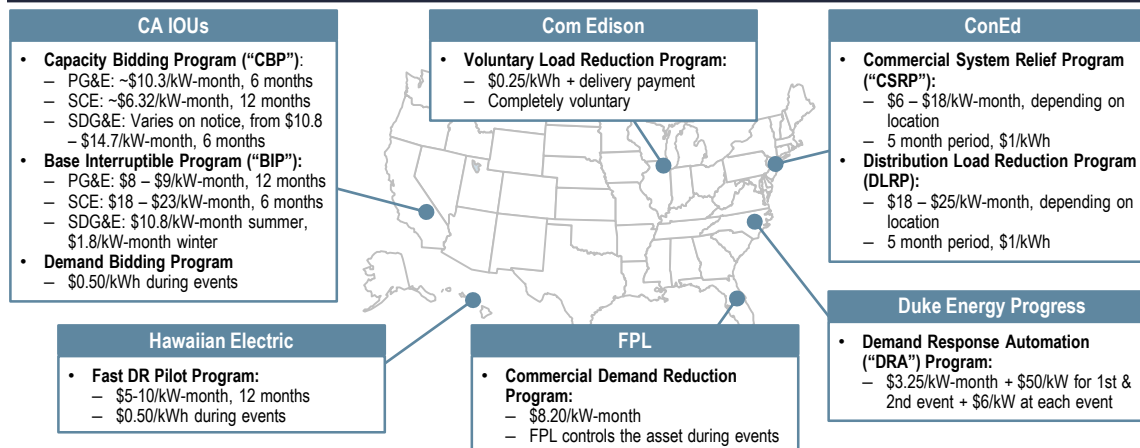 CA IOUs
• Capacity Bidding Program (“CBP”):
– PG&E: ~$10.3/kW-month, 6 months
– SCE: ~$6.32/kW-month, 12 months
– SDG&E: Varies on notice, from $10.8
– $14.7/kW-month, 6 months
• Base Interruptible Program (“BIP”):
– PG&E: $8 – $9/kW-month, 12 months
– SCE: $18 – $23/kW-month, 6 months
– SDG&E: $10.8/kW-month summer,
$1.8/kW-month winter
• Demand Bidding Program
– $0.50/kWh during events
Com Edison
• Voluntary Load Reduction Program:
– $0.25/kWh + delivery payment
– Completely voluntary
ConEd
• Commercial System Relief Program
(“CSRP”):
– $6 – $18/kW-month, depending on
location
– 5 month period, $1/kWh
• Distribution Load Reduction Program
(DLRP):
– $18 – $25/kW-month, depending on
location
– 5 month period, $1/kWh
Hawaiian Electric
• Fast DR Pilot Program:
– $5-10/kW-month, 12 months
– $0.50/kWh during events
FPL
• Commercial Demand Reduction
Program:
– $8.20/kW-month
– FPL controls the asset during events
Duke Energy Progress
• Demand Response Automation
(“DRA”) Program:
– $3.25/kW-month + $50/kW for 1st &
2nd event + $6/kW at each event